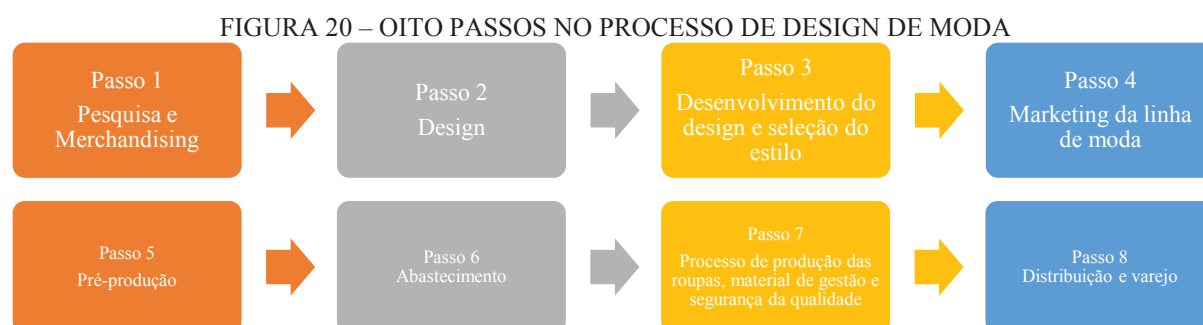 FIGURA 20 – OITO PASSOS NO PROCESSO DE DESIGN DE MODA
Passo 1
Pesquisa e
Merchandising
Passo 2
Design
Passo 3
Desenvolvimento do
design e seleção do
estilo
Passo 4
Marketing da linha
de moda
Passo 5
Pré-produção
Passo 6
Abastecimento
Passo 7
Processo de produção das
roupas, material de gestão e
segurança da qualidade
Passo 8
Distribuição e varejo